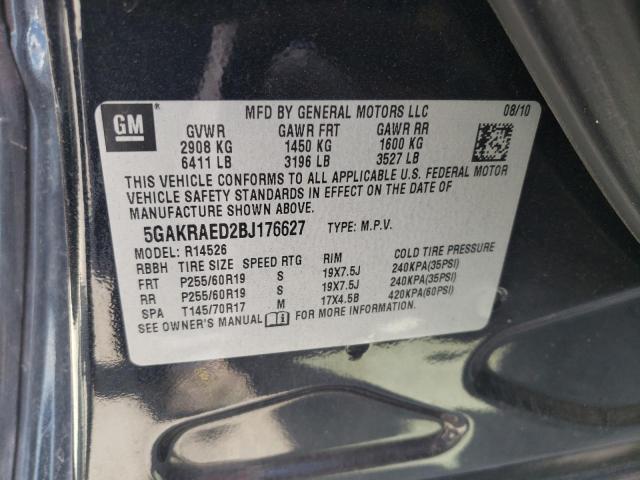 GM ®
MFD BY GENERAL MOTORS LLC 08/10
GVWR GAWR FRT GAWR RR
2908 KG 1450 KG 1600 KG
6411 LB 3196 LB 3527 LB
THIS VEHICLE CONFORMS TO ALL APPLICABLE U.S. FEDERAL MOTOR
VEHICLE SAFETY STANDARDS IN EFFECT ON THE DATE OF
MANUFACTURE SHOWN ABOVE.
5GAKRAED2BJ176627 TYPE: M.P.V.
MODEL: R14526
RBBH TIRE SIZE SPEED RTG RIM COLD TIRE PRESSURE
FRT P255/60R19 S 19X7.5J 240KPA(35PSI)
RR P255/60R19 S 19X7.5J 240KPA(35PSI)
SPA T145/70R17 M 17X4.5B 420KPA(60PSI)
SEE OWNER'S MANUAL FOR MORE INFORMATION